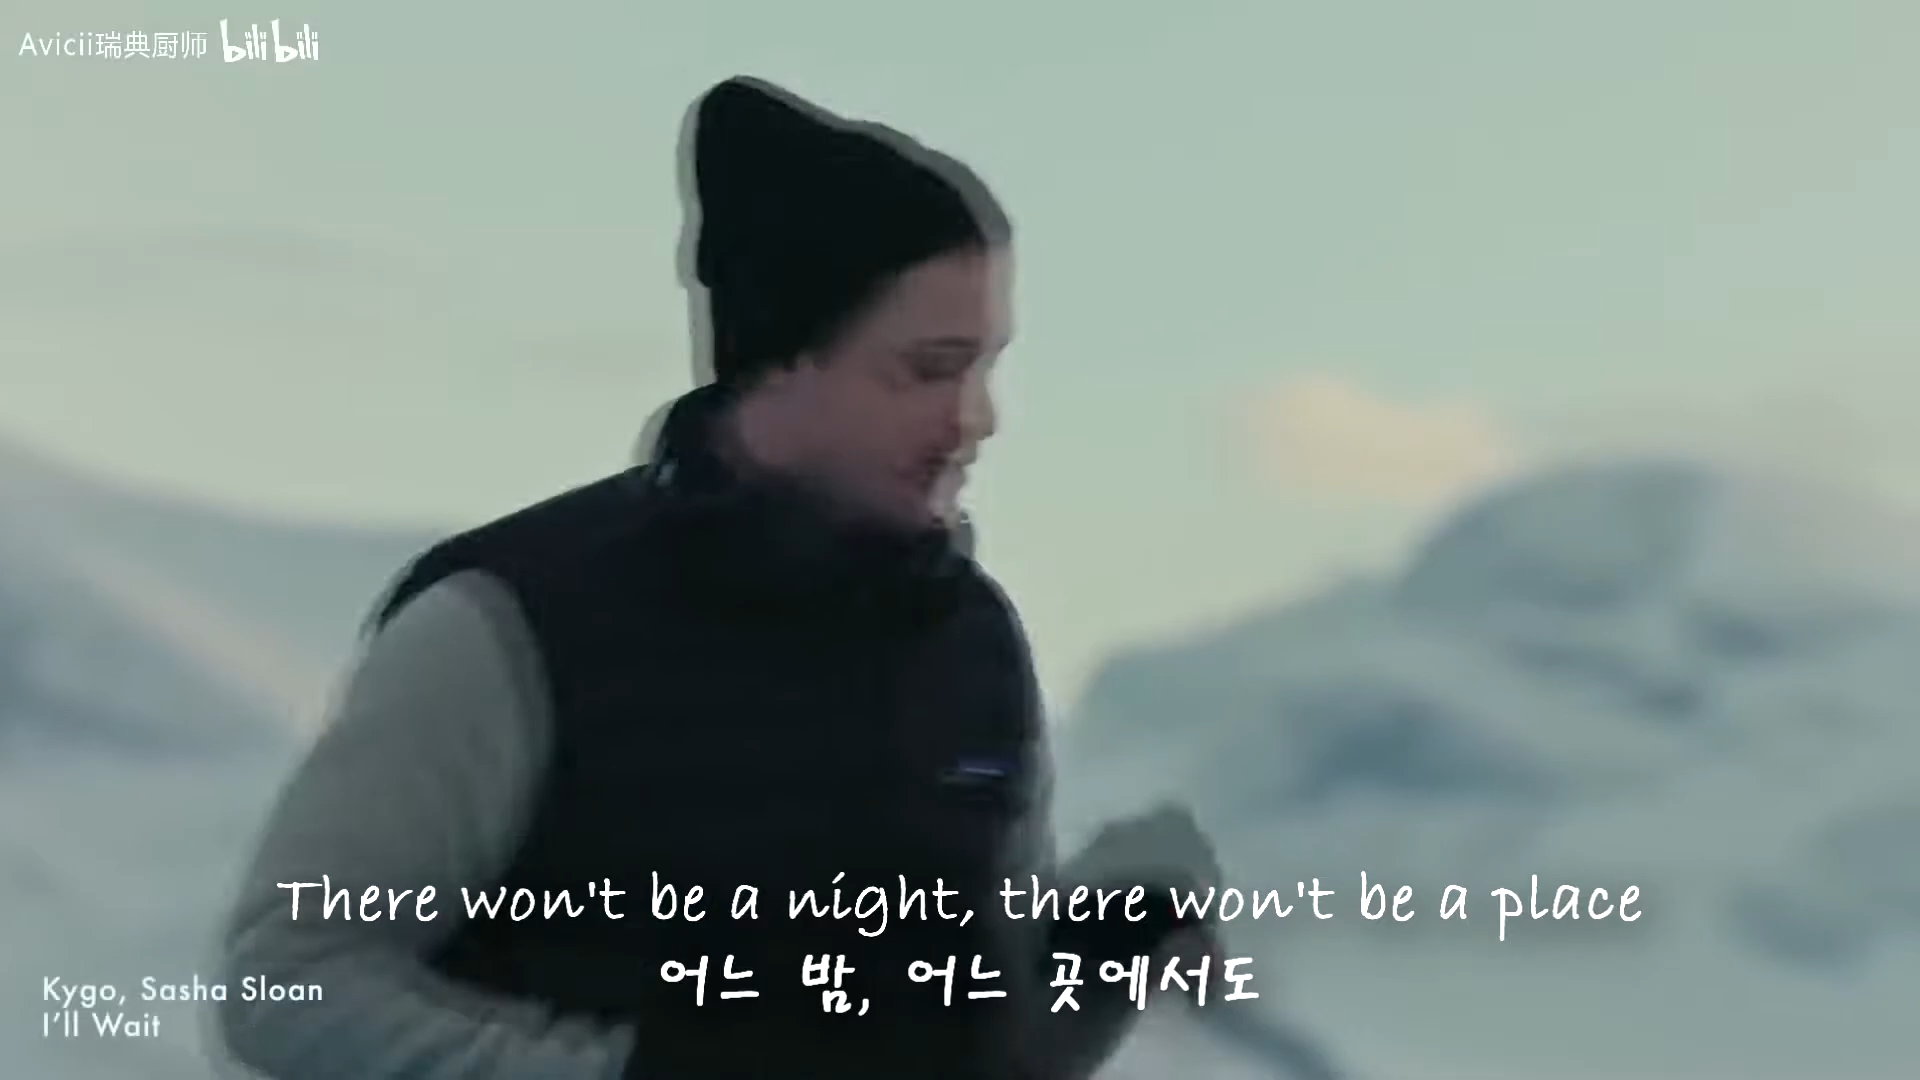 Avicii瑞典厨师 bilibili
There won't be a night, there won't be a place
어느 밤, 어느 곳에서도
Kygo, Sasha Sloan
I'll Wait